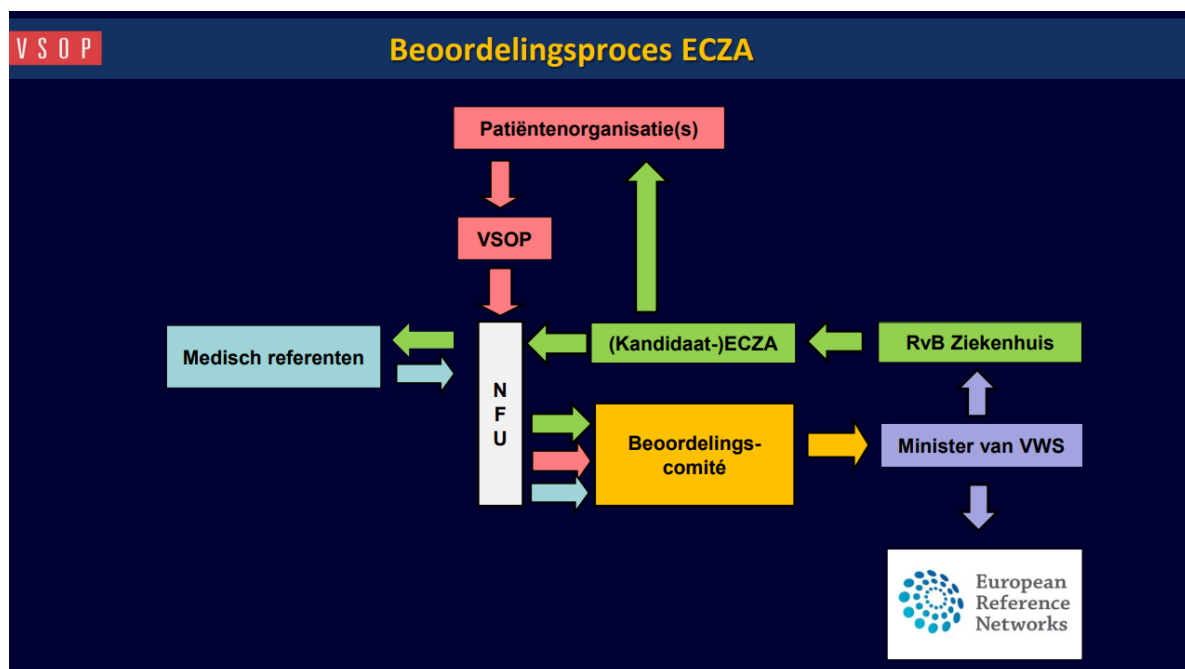 VSOP
Beoordelingsproces ECZA
Patiëntenorganisatie(s)
VSOP
Medisch referenten
N
F
U
(Kandidaat-)ECZA
RvB Ziekenhuis
Beoordelings-
comité
Minister van VWS
European
Reference
Networks